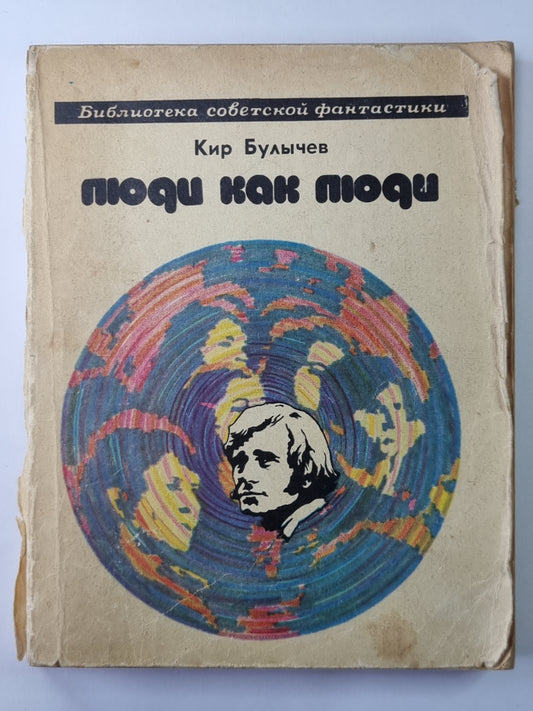 Библиотека советской фантастики
Кир Булычев
люди как люди